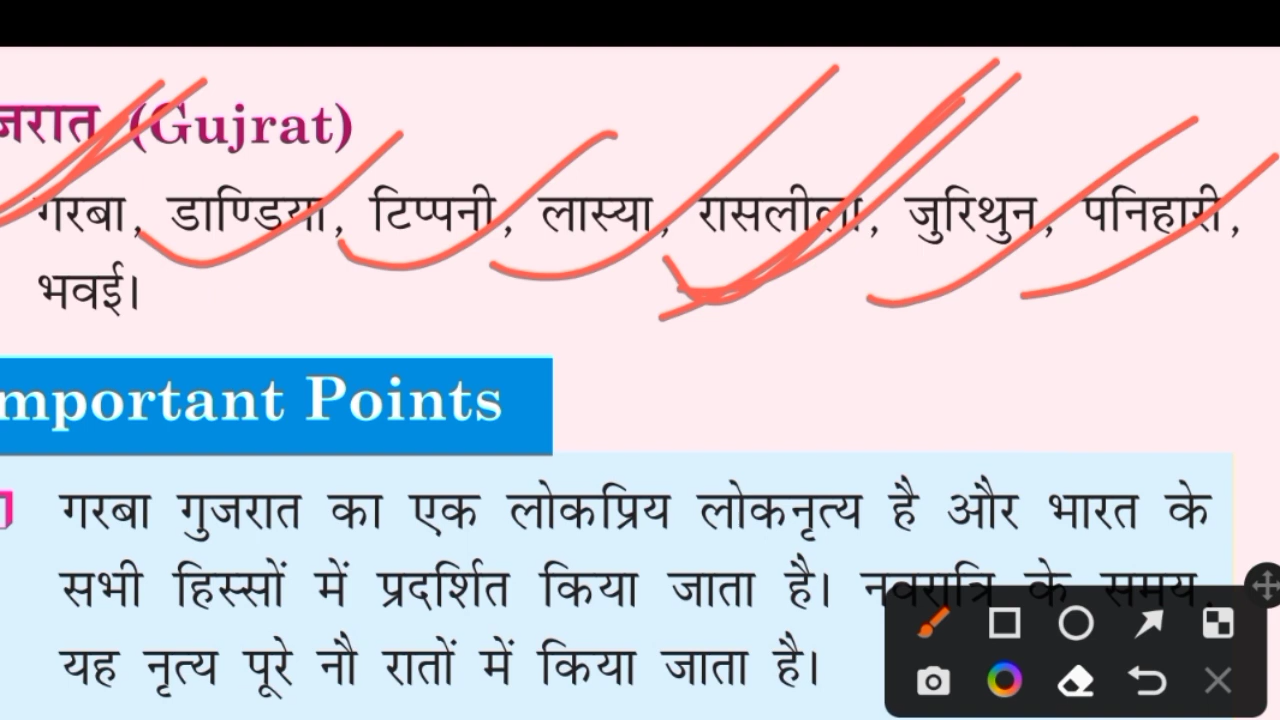 जरात (Gujrat)
गरबा, डाण्डिया, टिप्पनी, लास्या, रासलीला, जुरिथुन, पनिहारी,
भवई।
mportant Points
गरबा गुजरात का एक लोकप्रिय लोकनृत्य है और भारत के
सभी हिस्सों में प्रदर्शित किया जाता है। नवरात्रि के समय,
यह नृत्य पूरे नौ रातों में किया जाता है।